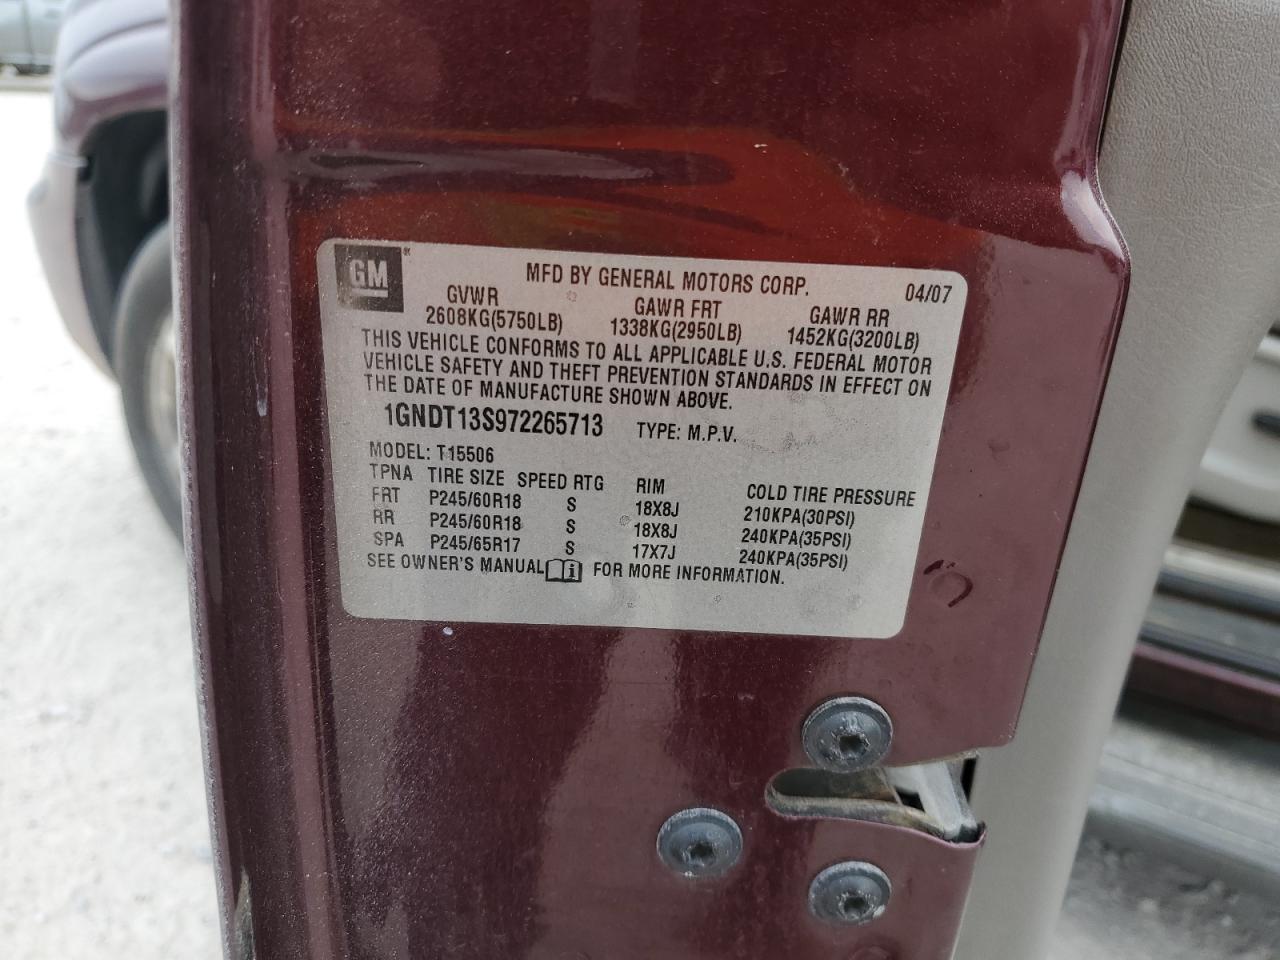 GM MFD BY GENERAL MOTORS CORP. 04/07
GVWR GAWR FRT GAWR RR
2608KG(5750LB) 1338KG(2950LB) 1452KG(3200LB)
THIS VEHICLE CONFORMS TO ALL APPLICABLE U.S. FEDERAL MOTOR
VEHICLE SAFETY AND THEFT PREVENTION STANDARDS IN EFFECT ON
THE DATE OF MANUFACTURE SHOWN ABOVE.
1GNDT13S972265713 TYPE: M.P.V.
MODEL: T15506
TPNA TIRE SIZE SPEED RTG RIM COLD TIRE PRESSURE
FRT P245/60R18 S 18X8J 210KPA(30PSI)
RR P245/60R18 S 18X8J 240KPA(35PSI)
SPA P245/65R17 S 17X7J 240KPA(35PSI)
SEE OWNER'S MANUAL i FOR MORE INFORMATION.